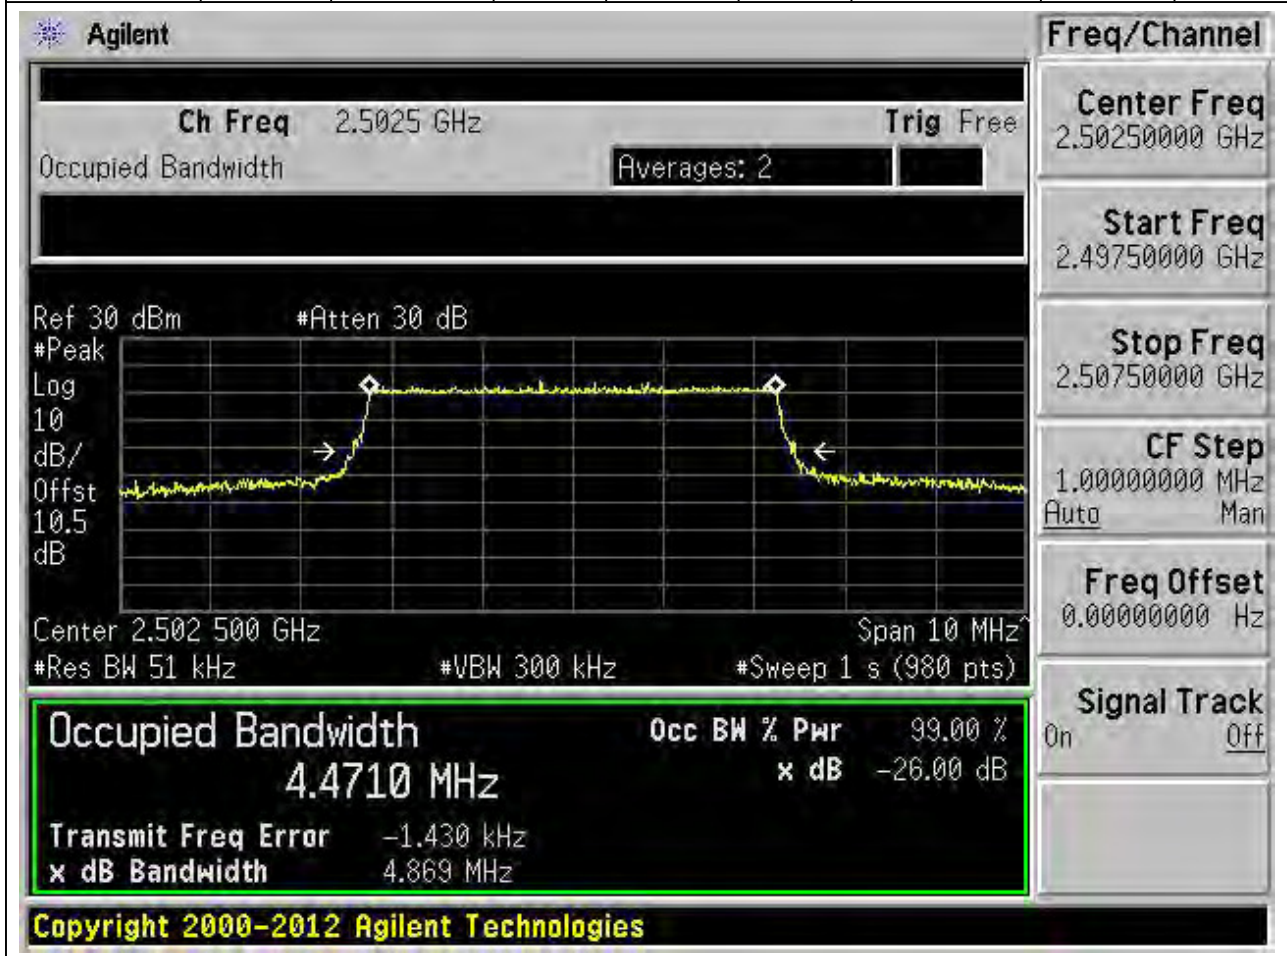 Agilent
Freq/Channel
Ch Freq 2.5025 GHz Trig Free
Occupied Bandwidth Averages: 2
Center Freq
2.50250000 GHz
Start Freq
2.49750000 GHz
Stop Freq
2.50750000 GHz
CF Step
1.00000000 MHz
Auto Man
Freq Offset
0.00000000 Hz
Signal Track
On Off
Ref 30 dBm #Atten 30 dB
#Peak
Log
10
dB/
Offst
10.5
dB
Center 2.502 500 GHz Span 10 MHz^
#Res BW 51 kHz #VBW 300 kHz #Sweep 1 s (980 pts)
Occupied Bandwidth Occ BW % Pwr 99.00 %
4.4710 MHz x dB -26.00 dB
Transmit Freq Error -1.430 kHz
x dB Bandwidth 4.869 MHz
Copyright 2000-2012 Agilent Technologies